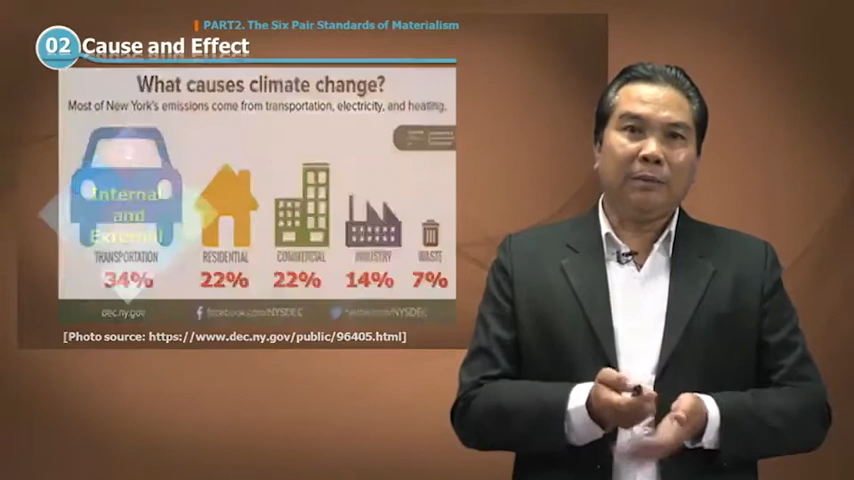 PART2. The Six Pair Standards of Materialism
02 Cause and Effect
What causes climate change?
Most of New York's emissions come from transportation, electricity, and heating.
Internal
and
External
TRANSPORTATION RESIDENTIAL COMMERCIAL INDUSTRY WASTE
34% 22% 22% 14% 7%
dec.ny.gov facebook.com/NYSDEC twitter.com/NYSDEC
[Photo source: https://www.dec.ny.gov/public/96405.html]